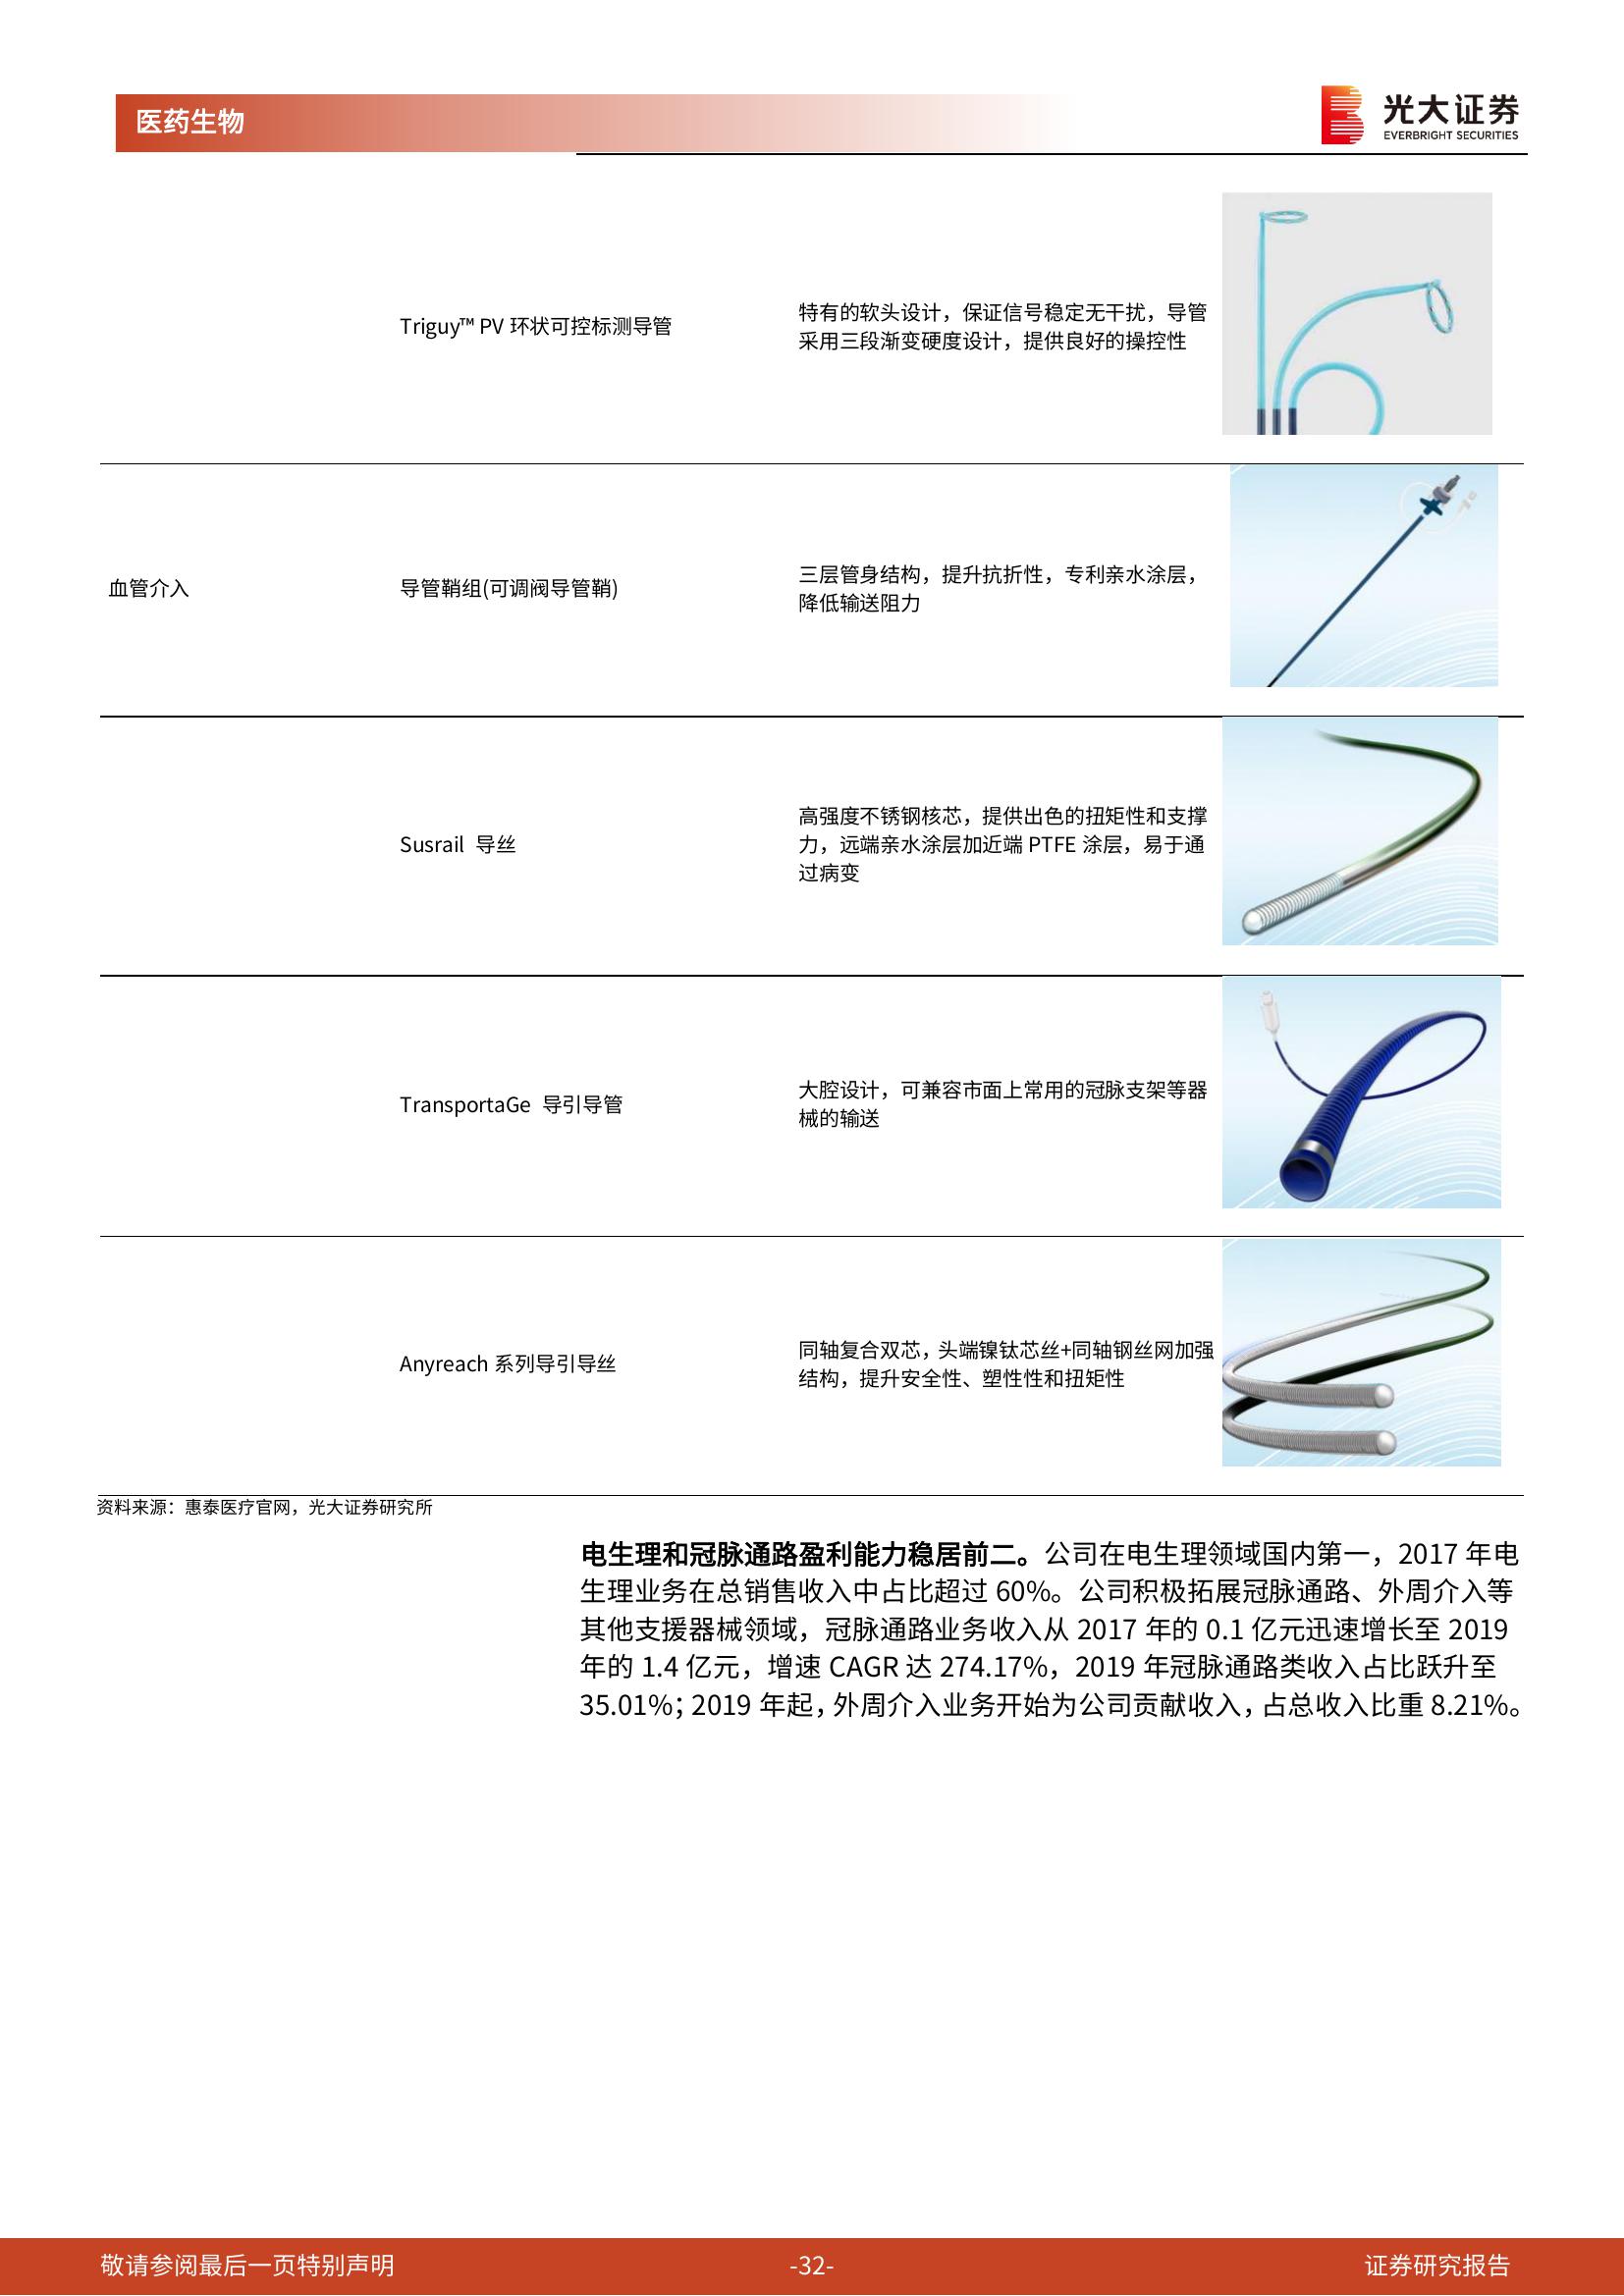 医药生物
光大证券
EVERBRIGHT SECURITIES
Triguy™ PV 环状可控标测导管
特有的软头设计，保证信号稳定无干扰，导管
采用三段渐变硬度设计，提供良好的操控性
血管介入
导管鞘组(可调阀导管鞘)
三层管身结构，提升抗折性，专利亲水涂层，
降低输送阻力
Susrail 导丝
高强度不锈钢核芯，提供出色的扭矩性和支撑
力，远端亲水涂层加近端 PTFE 涂层，易于通
过病变
TransportaGe 导引导管
大腔设计，可兼容市面上常用的冠脉支架等器
械的输送
Anyreach 系列导引导丝
同轴复合双芯，头端镍钛芯丝+同轴钢丝网加强
结构，提升安全性、塑性性和扭矩性
资料来源：惠泰医疗官网，光大证券研究所
电生理和冠脉通路盈利能力稳居前二。公司在电生理领域国内第一，2017 年电
生理业务在总销售收入中占比超过 60%。公司积极拓展冠脉通路、外周介入等
其他支援器械领域，冠脉通路业务收入从 2017 年的 0.1 亿元迅速增长至 2019
年的 1.4 亿元，增速 CAGR 达 274.17%，2019 年冠脉通路类收入占比跃升至
35.01%；2019 年起，外周介入业务开始为公司贡献收入，占总收入比重 8.21%。
敬请参阅最后一页特别声明
-32-
证券研究报告